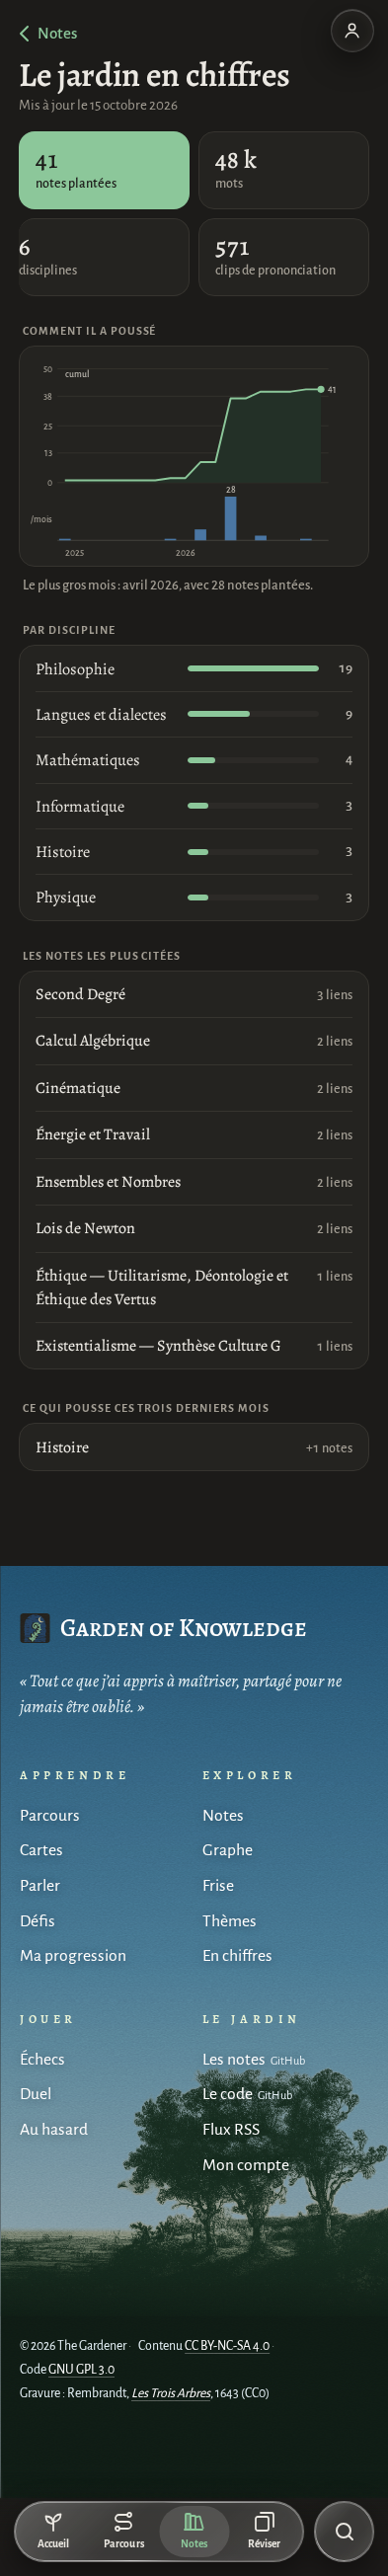 Notes
Le jardin en chiffres
Mis à jour le 15 octobre 2026
41
notes plantées
48 k
mots
6
disciplines
571
clips de prononciation
COMMENT IL A POUSSÉ
50
cumul
38
25
13
0
41
28
/mois
2025
2026
Le plus gros mois : avril 2026, avec 28 notes plantées.
PAR DISCIPLINE
Philosophie 19
Langues et dialectes 9
Mathématiques 4
Informatique 3
Histoire 3
Physique 3
LES NOTES LES PLUS CITÉES
Second Degré 3 liens
Calcul Algébrique 2 liens
Cinématique 2 liens
Énergie et Travail 2 liens
Ensembles et Nombres 2 liens
Lois de Newton 2 liens
Éthique — Utilitarisme, Déontologie et 1 liens
Éthique des Vertus
Existentialisme — Synthèse Culture G 1 liens
CE QUI POUSSE CES TROIS DERNIERS MOIS
Histoire +1 notes
Garden of Knowledge
« Tout ce que j'ai appris à maîtriser, partagé pour ne
jamais être oublié. »
APPRENDRE
Parcours
Cartes
Parler
Défis
Ma progression
EXPLORER
Notes
Graphe
Frise
Thèmes
En chiffres
JOUER
Échecs
Duel
Au hasard
LE JARDIN
Les notes GitHub
Le code GitHub
Flux RSS
Mon compte
© 2026 The Gardener · Contenu CC BY-NC-SA 4.0 ·
Code GNU GPL 3.0
Gravure : Rembrandt, Les Trois Arbres, 1643 (CC0)
Accueil
Parcours
Notes
Réviser